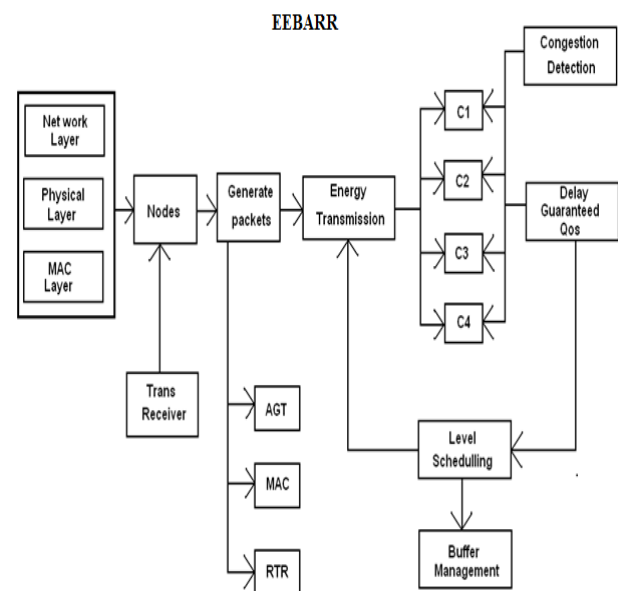 EEBARR
Congestion
Detection
Net work
Layer
Physical
Layer
MAC
Layer
Nodes
Generate
packets
Energy
Transmission
C1
C2
C3
C4
Delay
Guaranteed
Qos
Trans
Receiver
AGT
MAC
RTR
Level
Schedulling
Buffer
Management